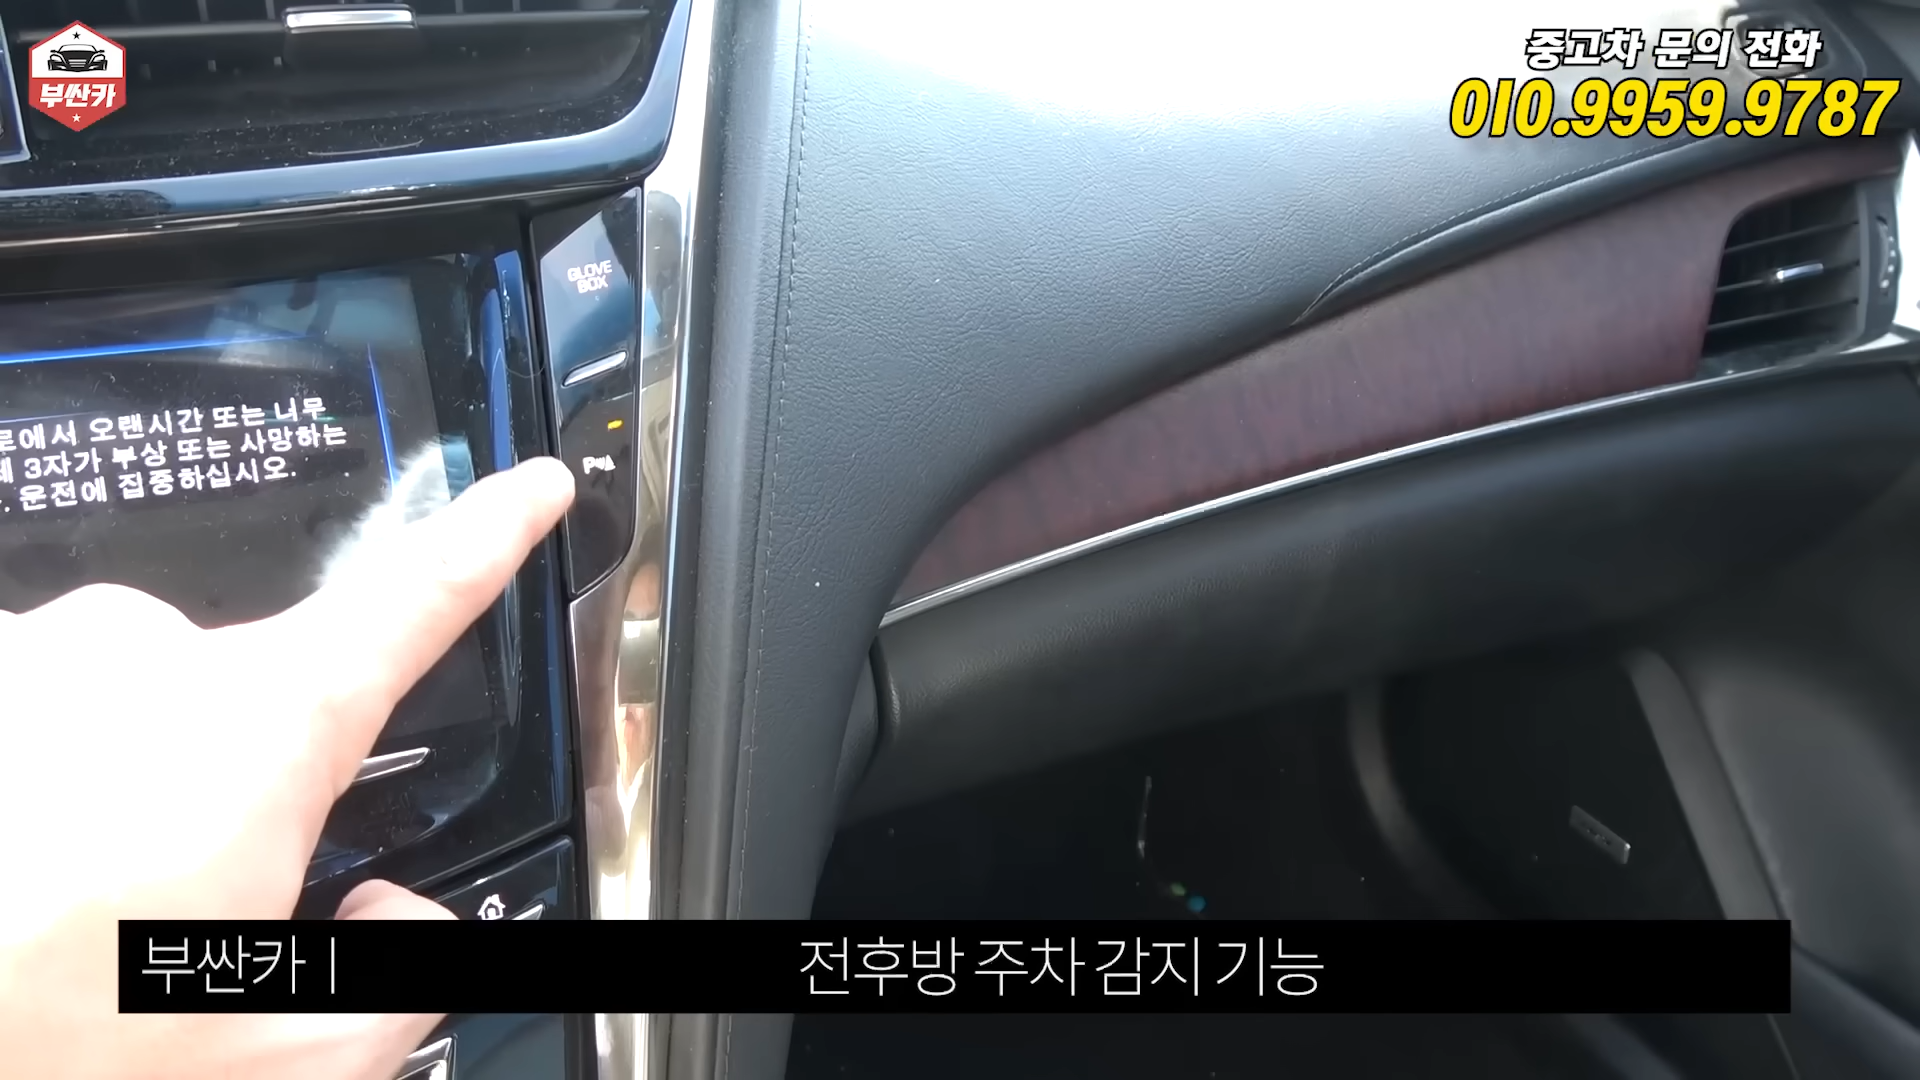 부싼카
중고차 문의 전화
010.9959.9787
GLOVE
BOX
로에서 오랜시간 또는 너무
제 3자가 부상 또는 사망하는
. 운전에 집중하십시오.
부싼카ㅣ
전후방 주차 감지 기능